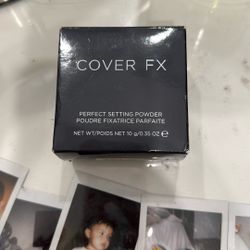 COVER FX
PERFECT SETTING POWDER
POUDRE FIXATRICE PARFAITE
NET WT/POIDS NET 10 g/0.35 OZ ℮